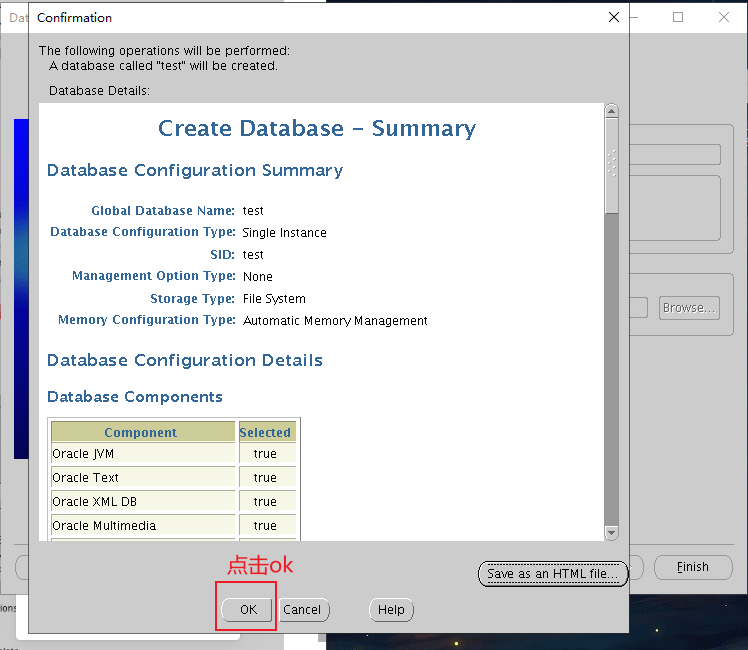 Dat
Confirmation
The following operations will be performed:
A database called "test" will be created.
Database Details:
Create Database – Summary
Database Configuration Summary
Global Database Name: test
Database Configuration Type: Single Instance
SID: test
Management Option Type: None
Storage Type: File System
Memory Configuration Type: Automatic Memory Management
Database Configuration Details
Database Components
Component Selected
Oracle JVM true
Oracle Text true
Oracle XML DB true
Oracle Multimedia true
Browse...
点击ok
Save as an HTML file...
Finish
OK Cancel Help
ions